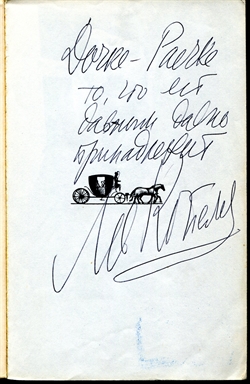 Дочке – Раечке
то, что ей
давным давно
принадлежит
Лев Копелев